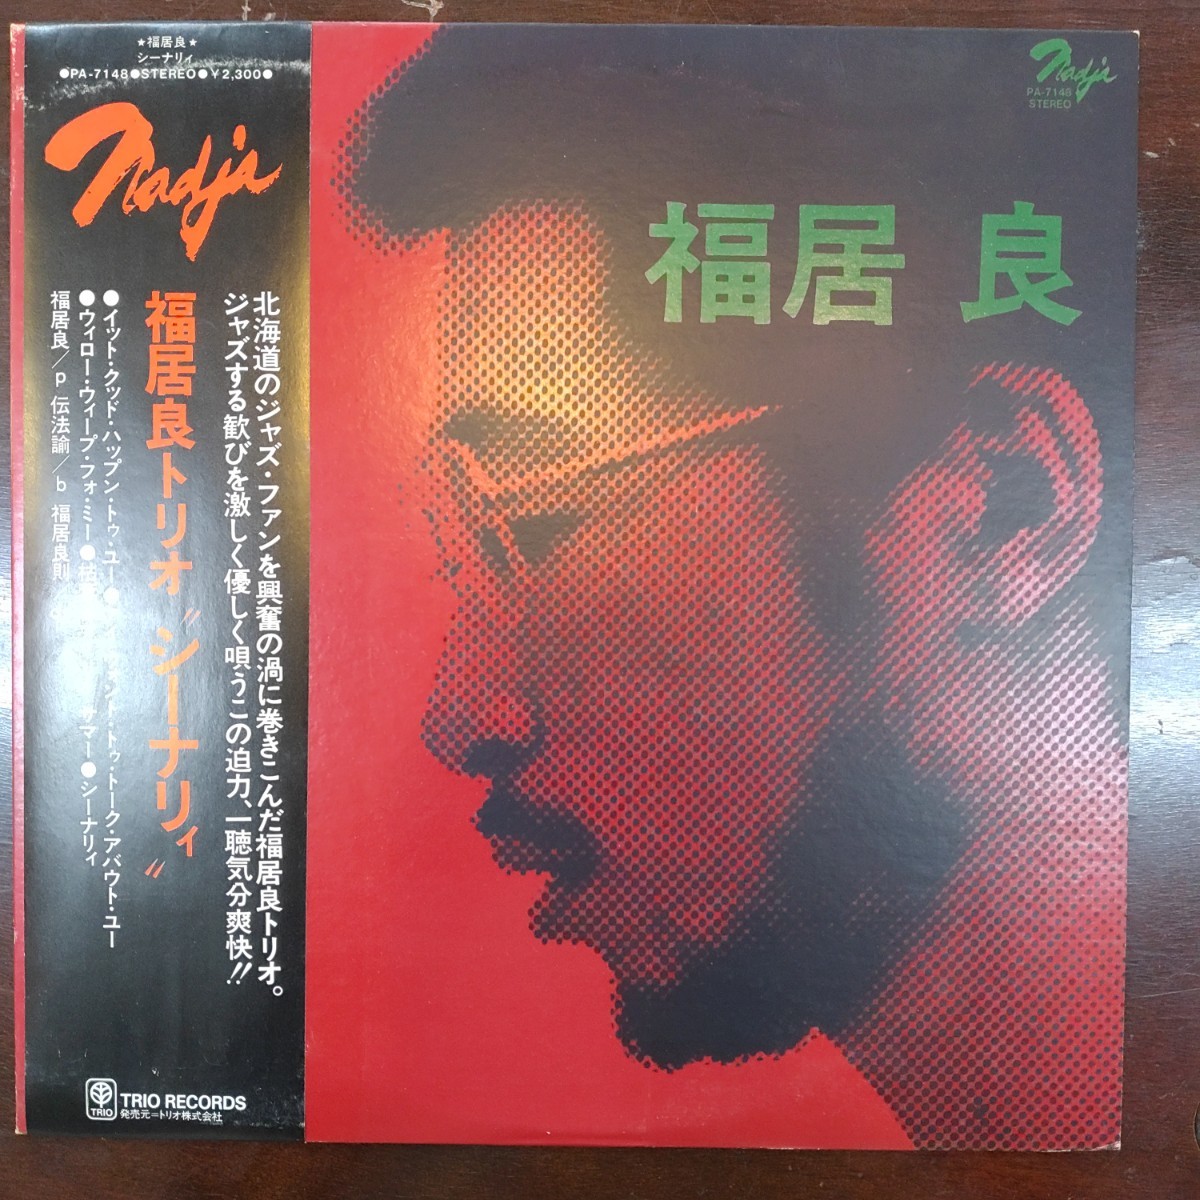 ★福居良★
シーナリィ
●PA-7148●STEREO●¥2,300●
Nadja
北海道のジャズ・ファンを興奮の渦に巻きこんだ福居良トリオ。
ジャズする歓びを激しく優しく唄うこの迫力、一聴気分爽快!!
福居良トリオ〝シーナリィ〟
●イット・クッド・ハップン・トゥ・ユー● トゥ・トーク・アバウト・ユー
●ウィロー・ウィープ・フォ・ミー● サマー●シーナリィ
福居良／p 伝法諭／b 福居良則
TRIO
TRIO RECORDS
発売元=トリオ株式会社
Nadja
PA-7148
STEREO
福居 良